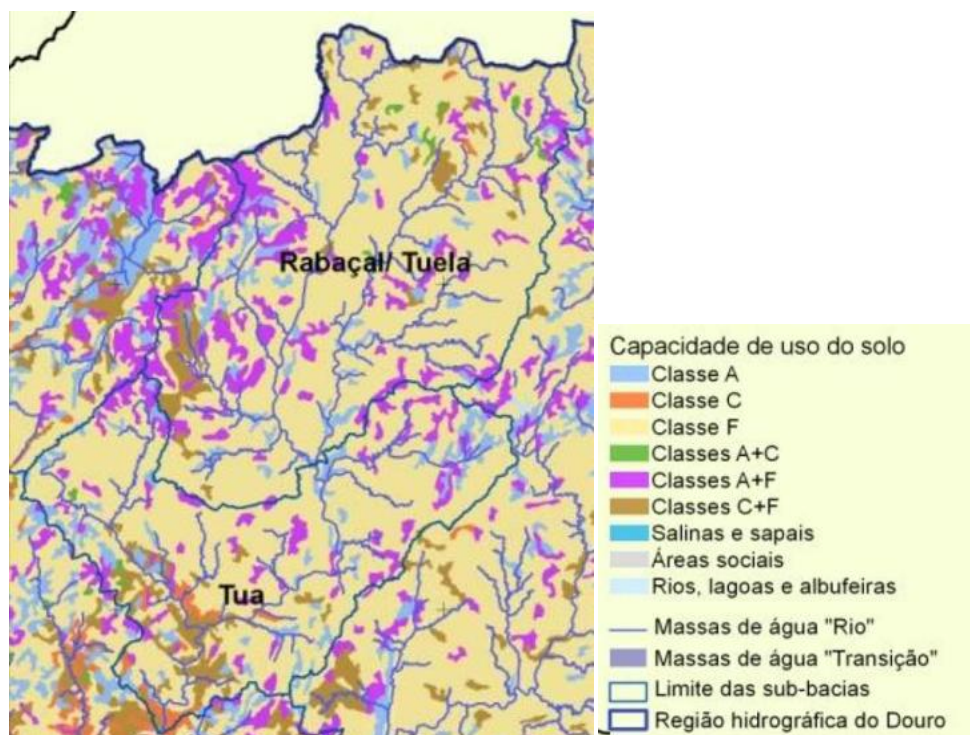 Rabaçal/ Tuela
Tua
Capacidade de uso do solo
Classe A
Classe C
Classe F
Classes A+C
Classes A+F
Classes C+F
Salinas e sapais
Áreas sociais
Rios, lagoas e albufeiras
Massas de água "Rio"
Massas de água "Transição"
Limite das sub-bacias
Região hidrográfica do Douro